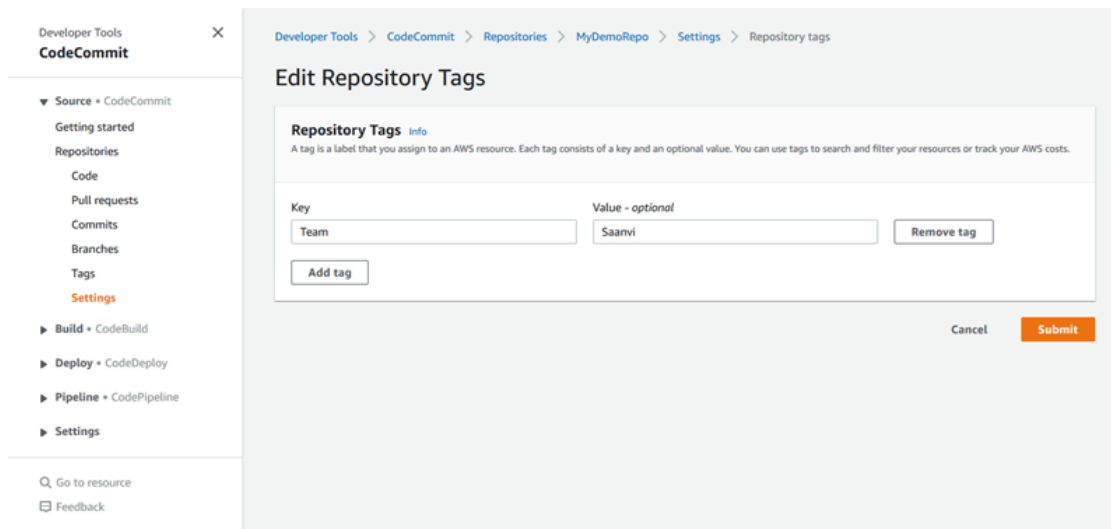 Developer Tools
CodeCommit
Source • CodeCommit
Getting started
Repositories
Code
Pull requests
Commits
Branches
Tags
Settings
Build • CodeBuild
Deploy • CodeDeploy
Pipeline • CodePipeline
Settings
Go to resource
Feedback
Developer Tools > CodeCommit > Repositories > MyDemoRepo > Settings > Repository tags
Edit Repository Tags
Repository Tags Info
A tag is a label that you assign to an AWS resource. Each tag consists of a key and an optional value. You can use tags to search and filter your resources or track your AWS costs.
Key Value - optional
Team Saanvi Remove tag
Add tag
Cancel Submit